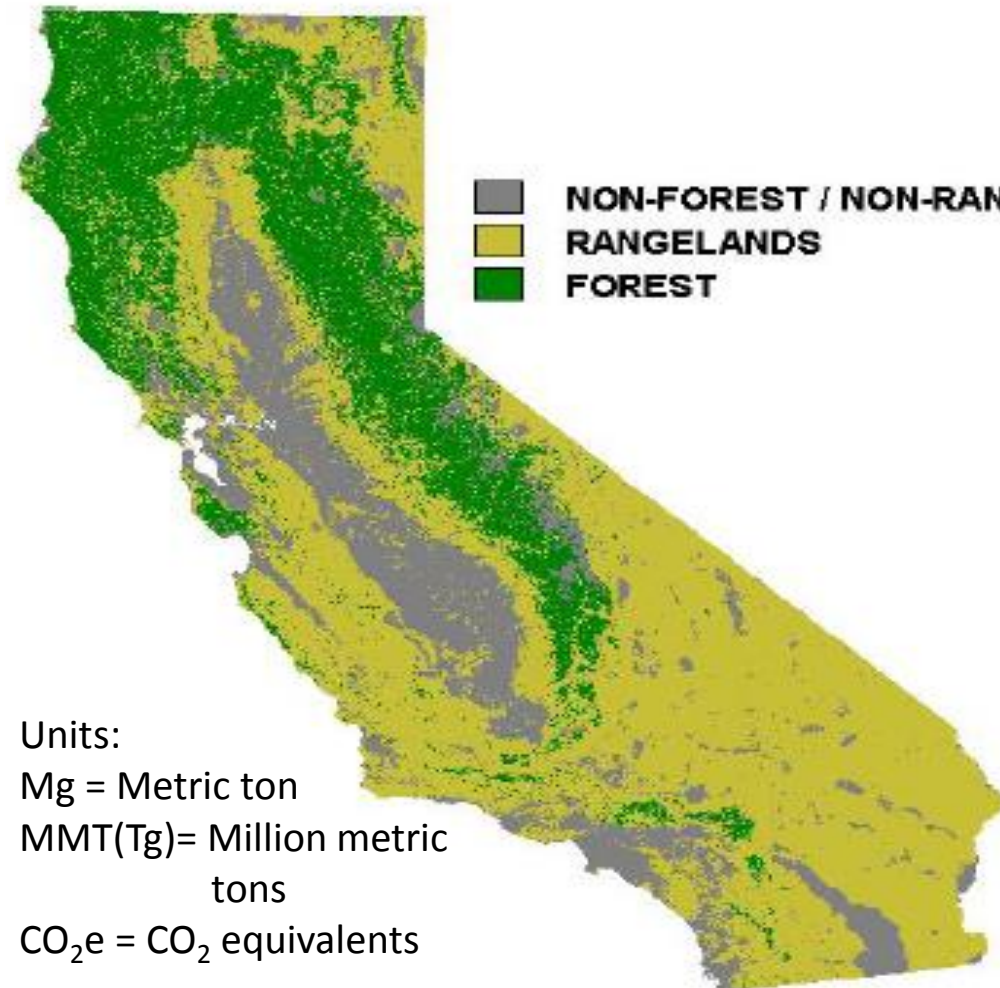 NON-FOREST / NON-RAN
RANGELANDS
FOREST
Units:
Mg = Metric ton
MMT(Tg)= Million metric
tons
CO₂e = CO₂ equivalents